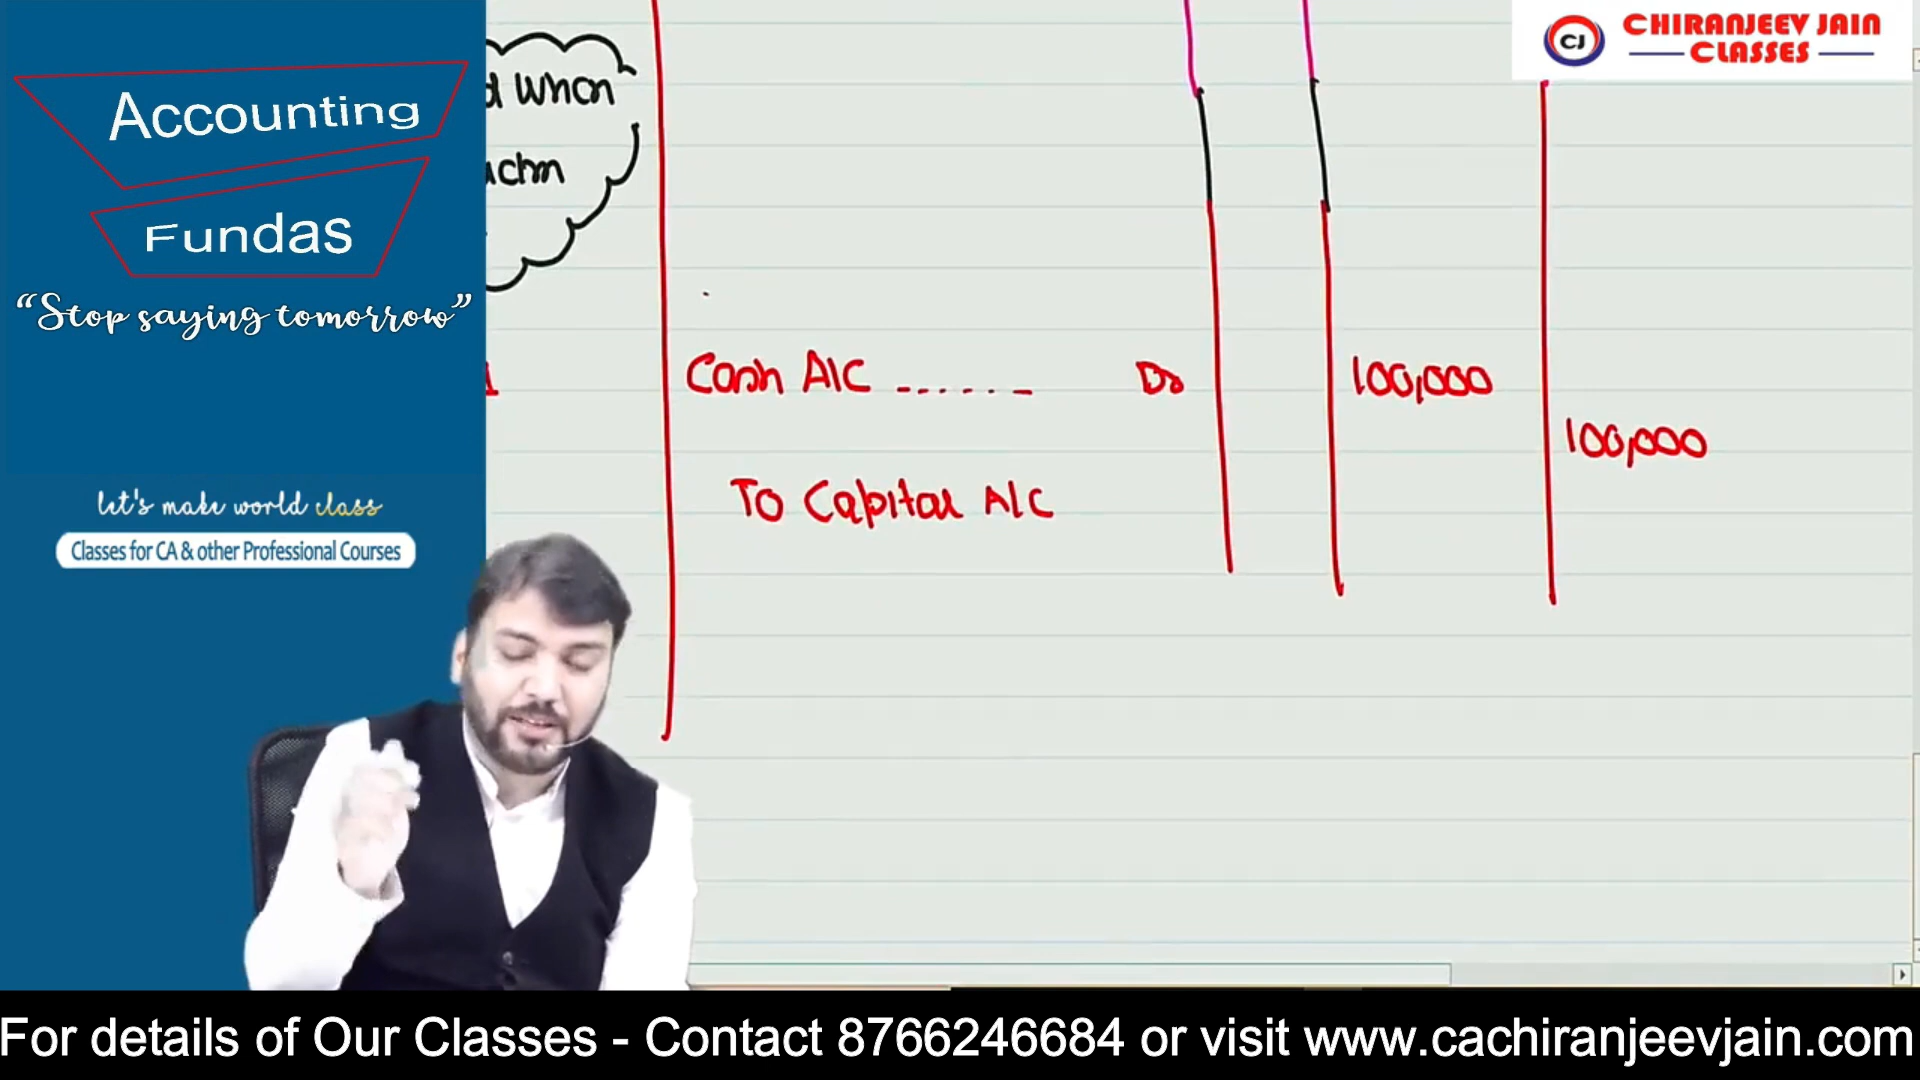 CHIRANJEEV JAIN
CLASSES
CJ
Accounting
Fundas
“Stop saying tomorrow”
let's make world class
Classes for CA & other Professional Courses
d When
Cash A/C ...... Dr 100,000
100,000
To Capital A/C
For details of Our Classes - Contact 8766246684 or visit www.cachiranjeevjain.com